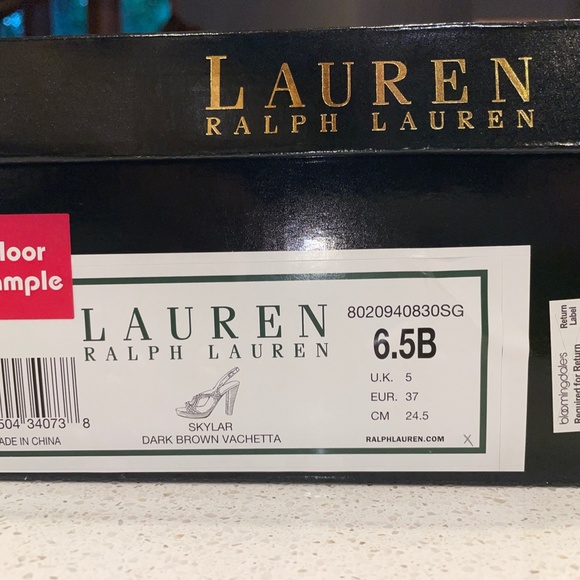 LAUREN
RALPH LAUREN
loor
ample
LAUREN
RALPH LAUREN
8020940830SG
6.5B
U.K. 5
EUR. 37
CM 24.5
504 34073 8
ADE IN CHINA
SKYLAR
DARK BROWN VACHETTA
RALPHLAUREN.COM
X
bloomingdales
Required for Return
Return
Label